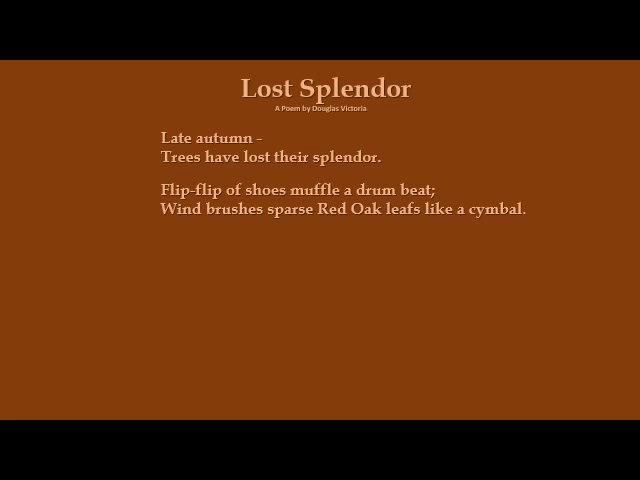 Lost Splendor
A Poem by Douglas Victoria
Late autumn -
Trees have lost their splendor.
Flip-flip of shoes muffle a drum beat;
Wind brushes sparse Red Oak leafs like a cymbal.